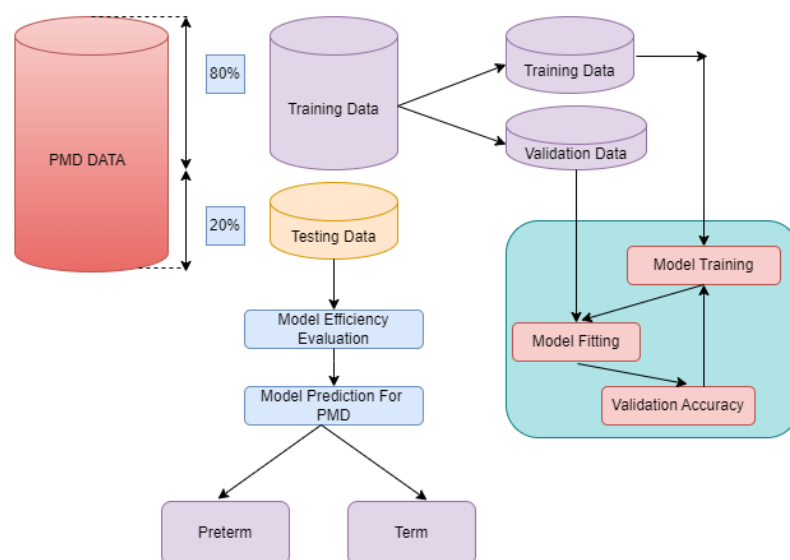 PMD DATA
80%
20%
Training Data
Testing Data
Training Data
Validation Data
Model Training
Model Fitting
Validation Accuracy
Model Efficiency
Evaluation
Model Prediction For
PMD
Preterm
Term